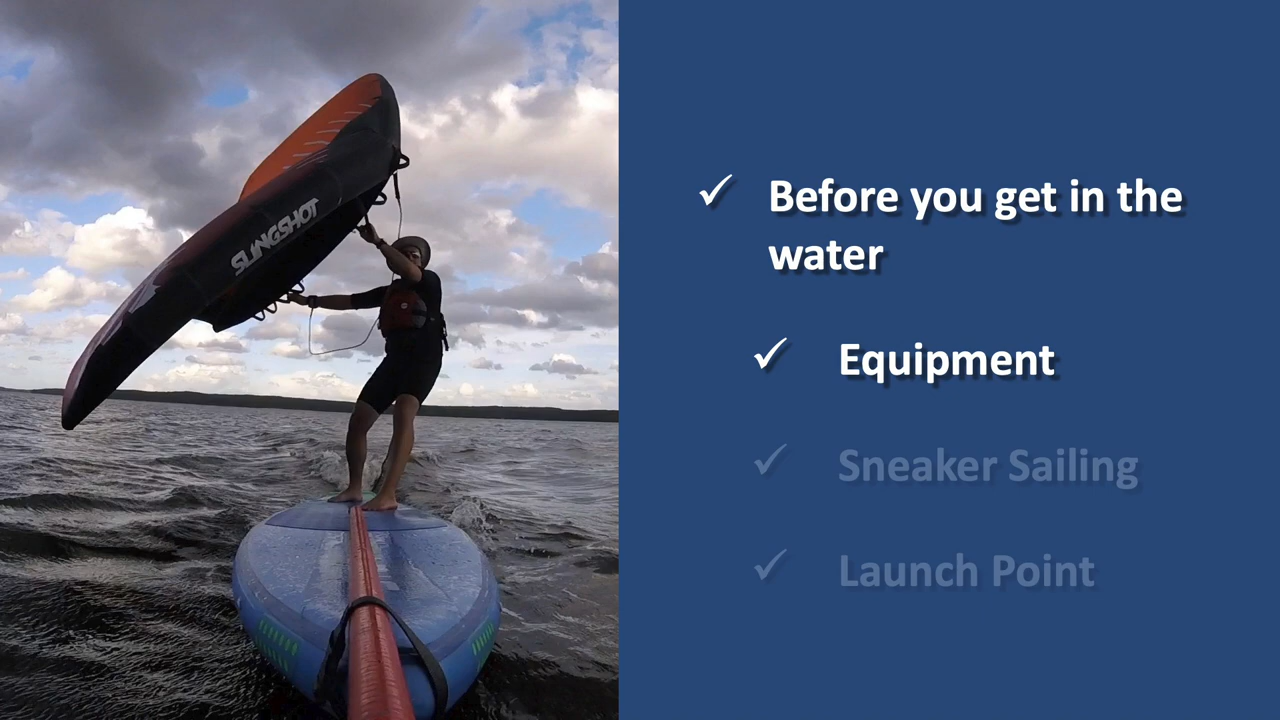 SLINGSHOT
✓ Before you get in the
water
✓ Equipment
✓ Sneaker Sailing
✓ Launch Point